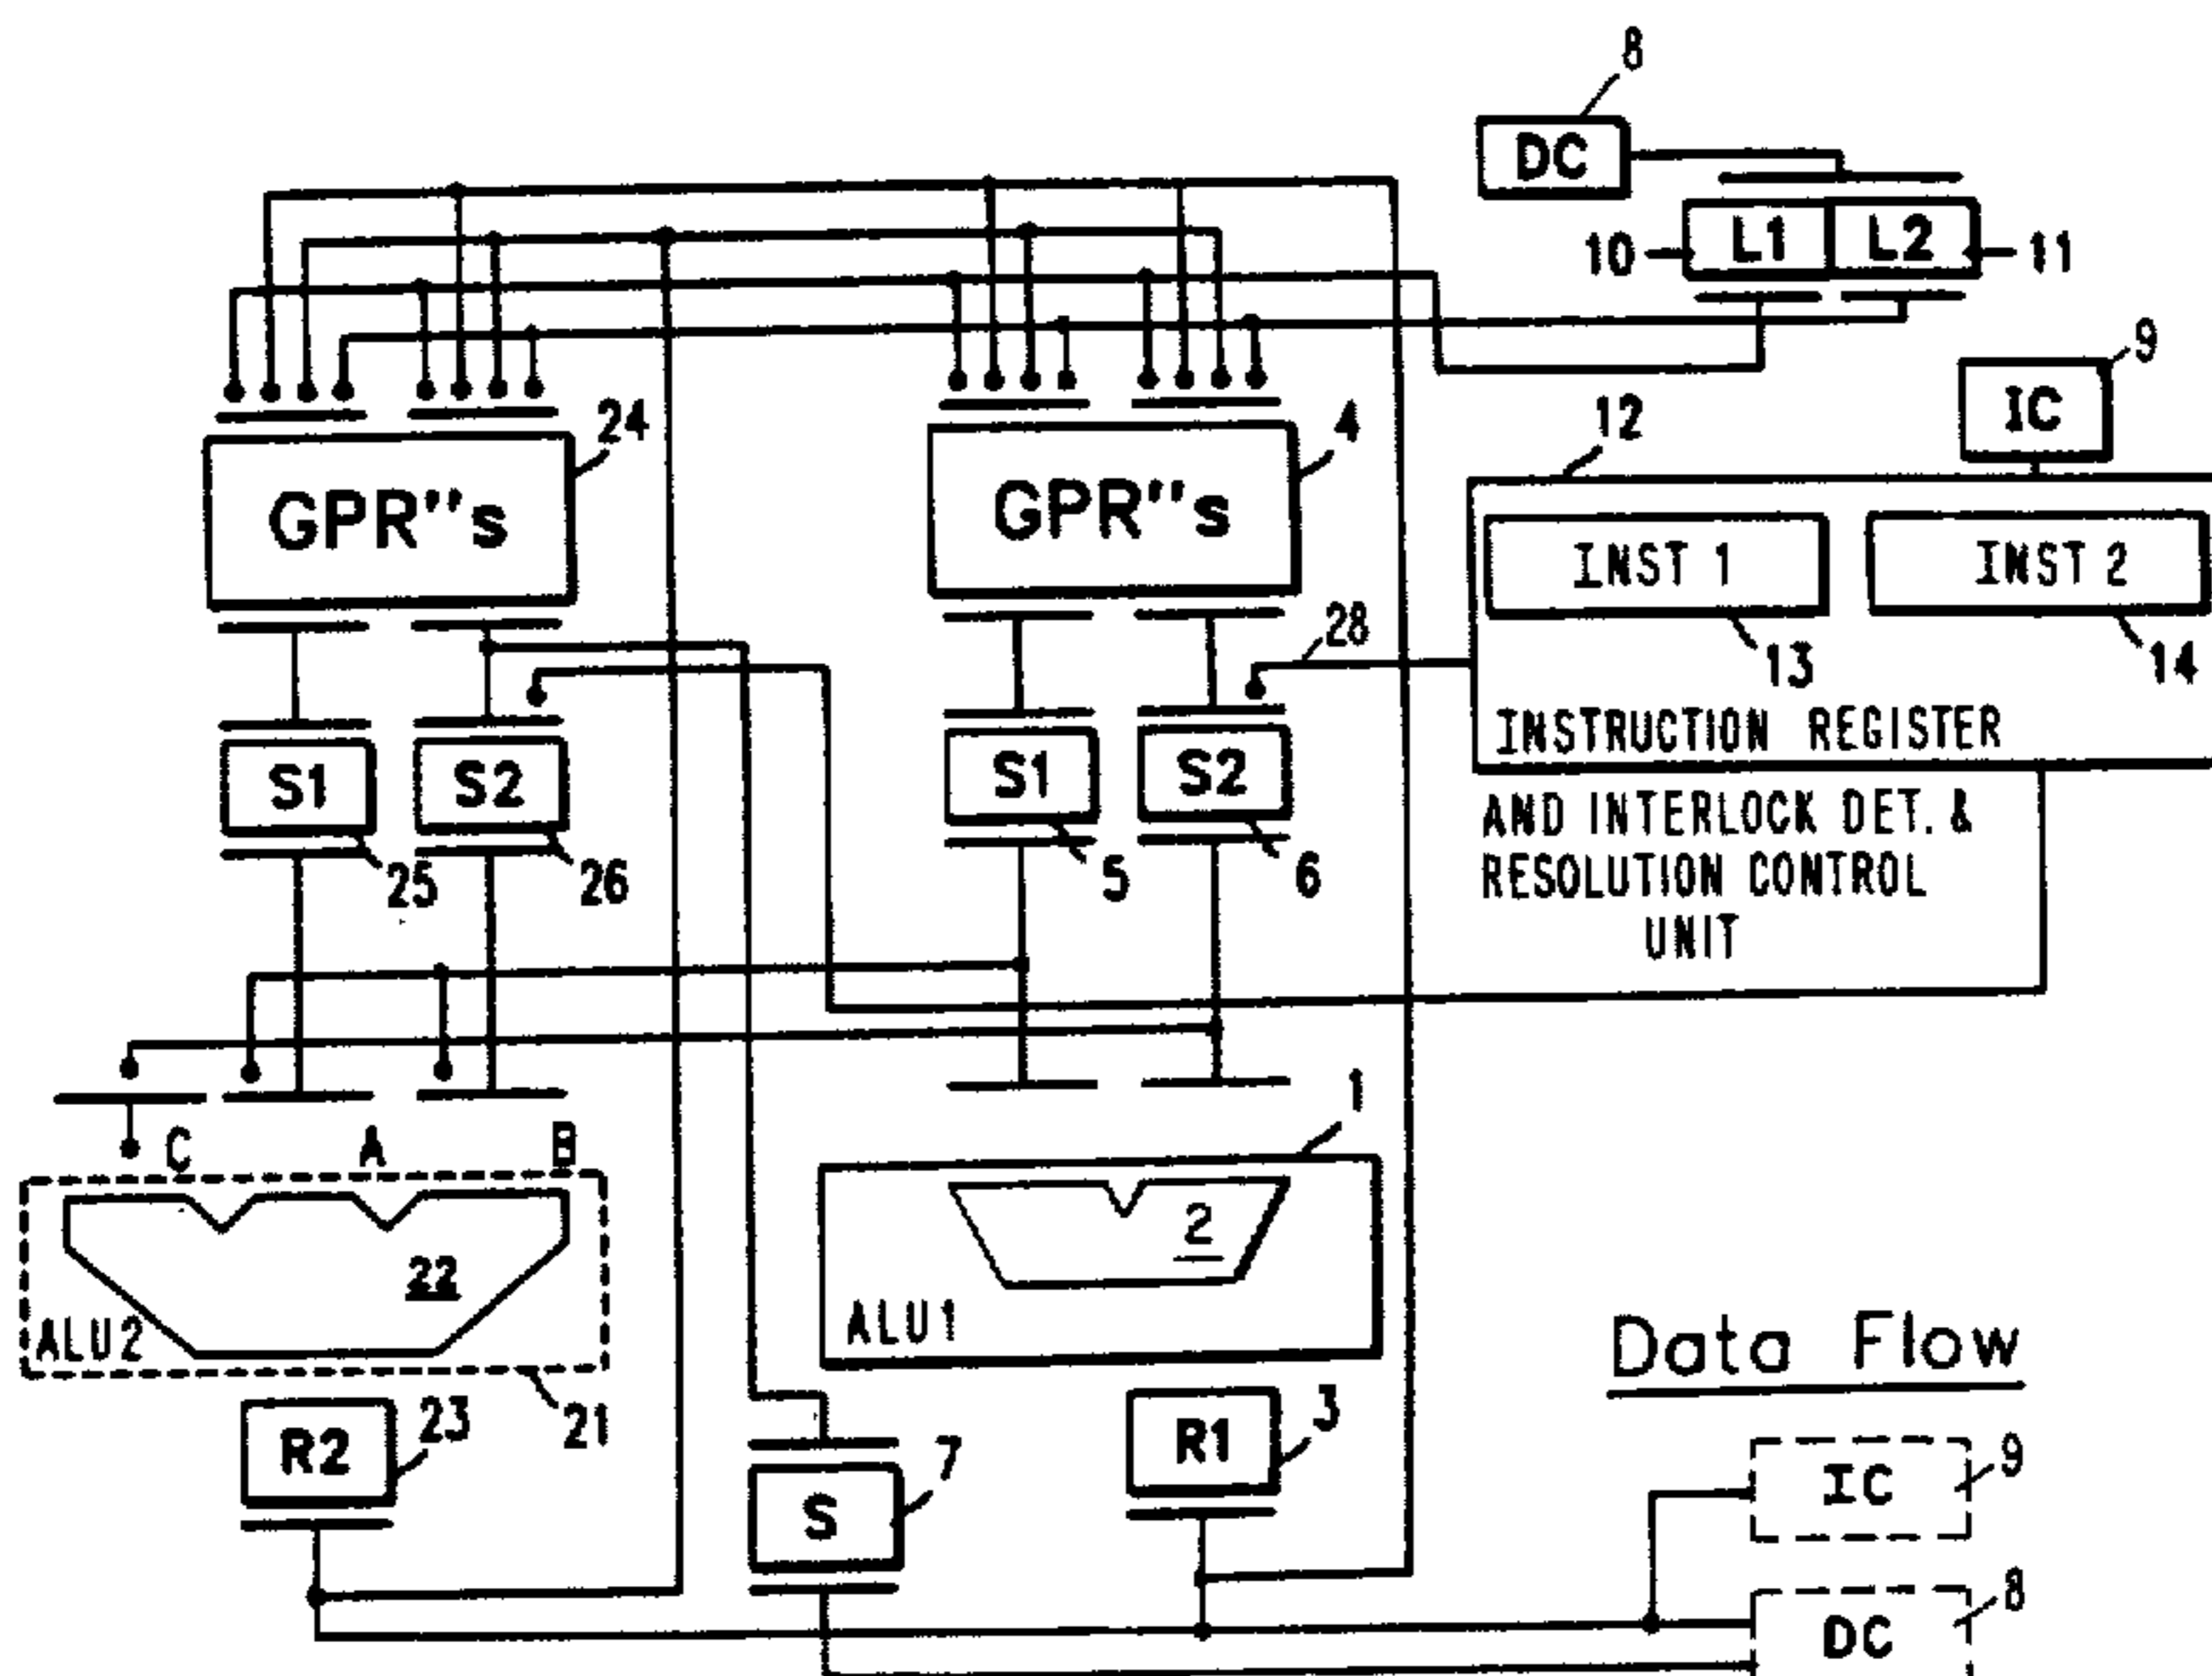 8
DC
10
L1
L2
11
9
IC
24
4
12
GPR"s
GPR"s
INST 1
INST 2
28
13
14
INSTRUCTION REGISTER
AND INTERLOCK DET. &
RESOLUTION CONTROL
UNIT
S1
S2
S1
S2
25
26
5
6
1
C
A
B
2
22
ALU2
ALU1
Data Flow
21
R2
23
R1
3
S
7
IC
9
DC
8